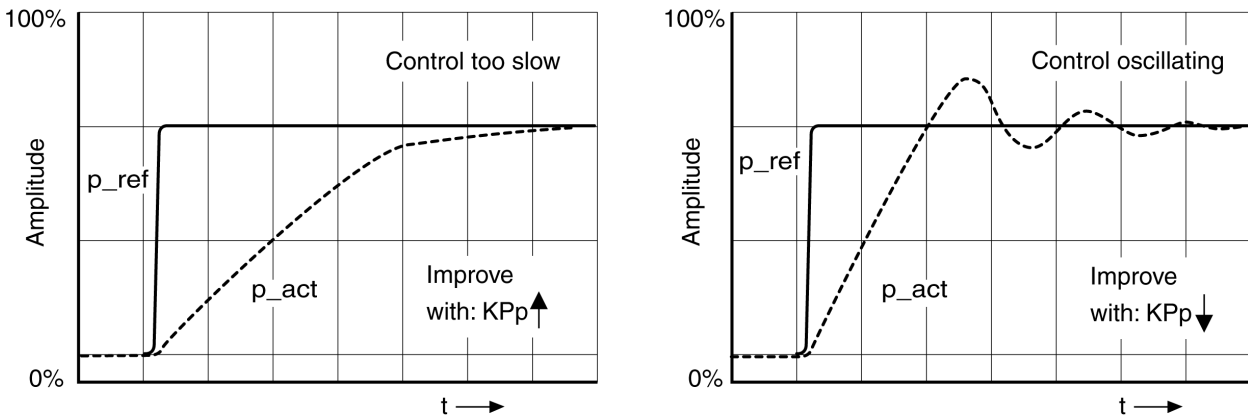 100%
Control too slow
p_ref
Amplitude
p_act
Improve
with: KPp
0%
t
100%
Control oscillating
p_ref
Amplitude
p_act
Improve
with: KPp
0%
t